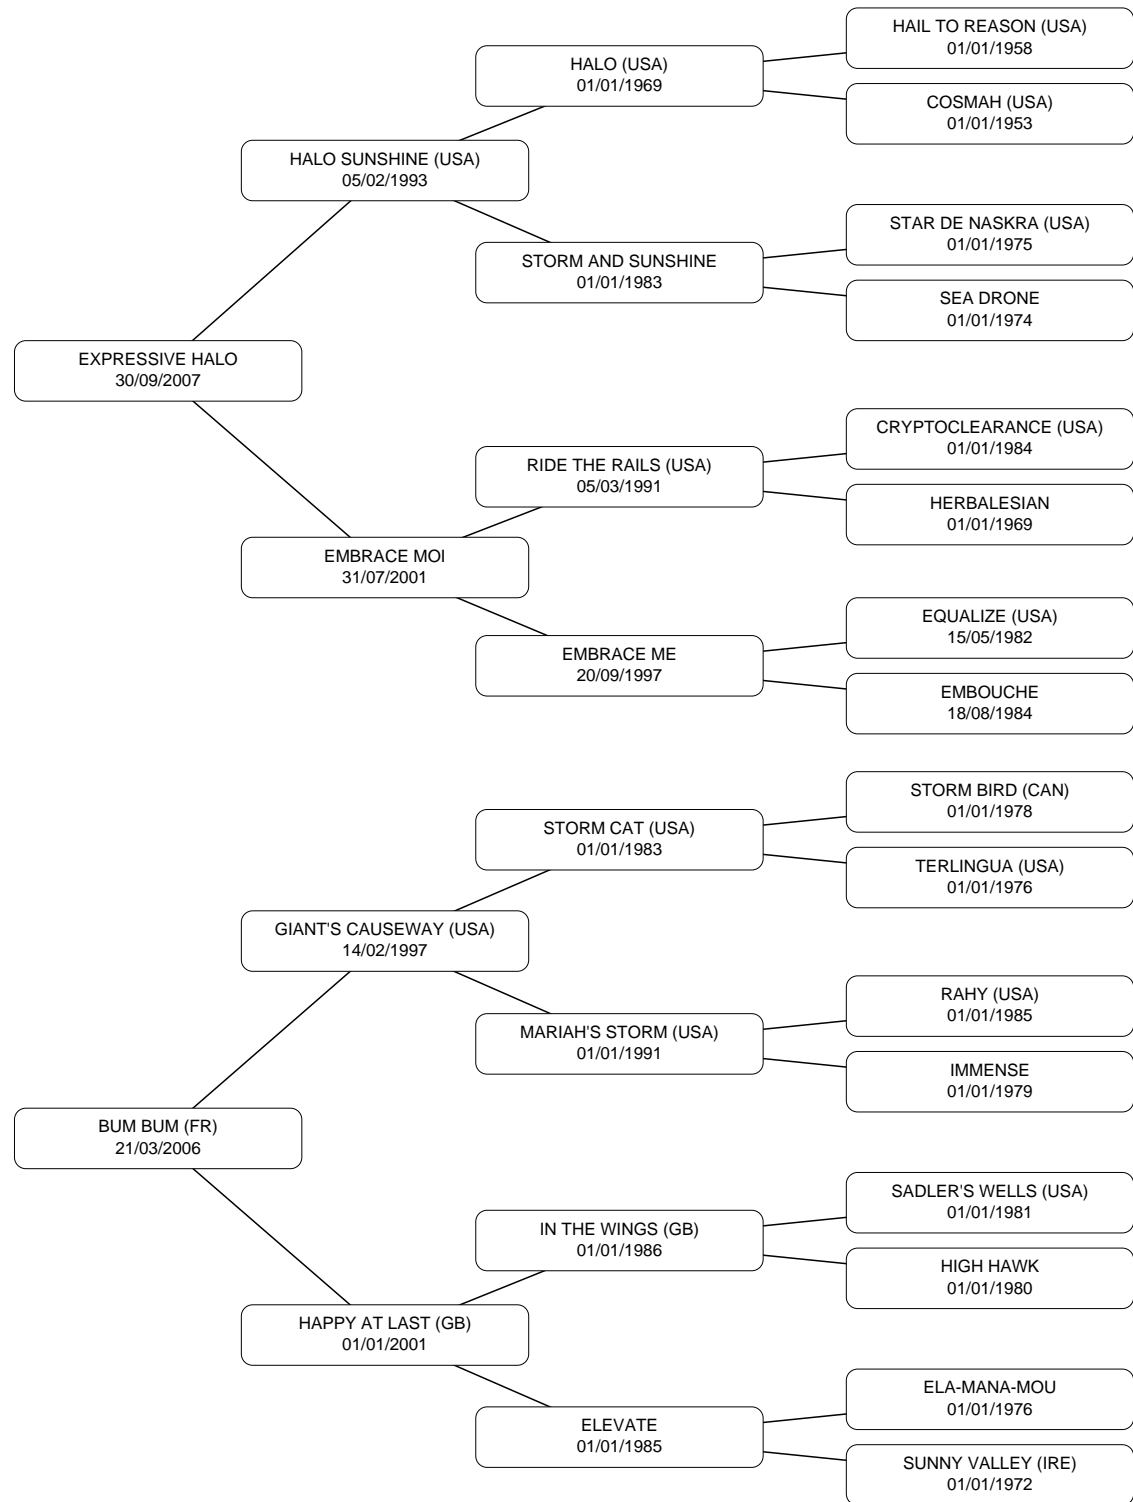 HAIL TO REASON (USA)
01/01/1958
HALO (USA)
01/01/1969
COSMAH (USA)
01/01/1953
HALO SUNSHINE (USA)
05/02/1993
STAR DE NASKRA (USA)
01/01/1975
STORM AND SUNSHINE
01/01/1983
SEA DRONE
01/01/1974
EXPRESSIVE HALO
30/09/2007
CRYPTOCLEARANCE (USA)
01/01/1984
RIDE THE RAILS (USA)
05/03/1991
HERBALESIAN
01/01/1969
EMBRACE MOI
31/07/2001
EQUALIZE (USA)
15/05/1982
EMBRACE ME
20/09/1997
EMBOUCHE
18/08/1984
STORM BIRD (CAN)
01/01/1978
STORM CAT (USA)
01/01/1983
TERLINGUA (USA)
01/01/1976
GIANT'S CAUSEWAY (USA)
14/02/1997
RAHY (USA)
01/01/1985
MARIAH'S STORM (USA)
01/01/1991
IMMENSE
01/01/1979
BUM BUM (FR)
21/03/2006
SADLER'S WELLS (USA)
01/01/1981
IN THE WINGS (GB)
01/01/1986
HIGH HAWK
01/01/1980
HAPPY AT LAST (GB)
01/01/2001
ELA-MANA-MOU
01/01/1976
ELEVATE
01/01/1985
SUNNY VALLEY (IRE)
01/01/1972